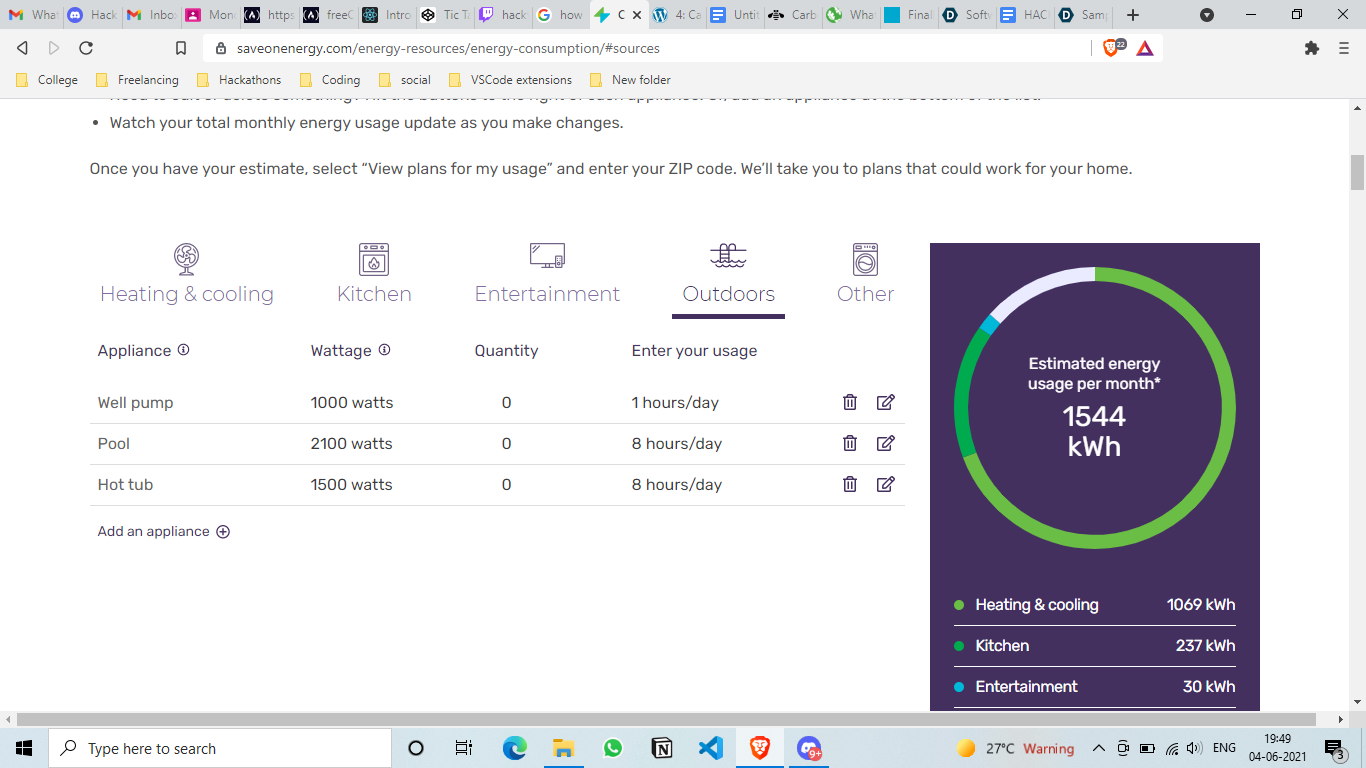 What
Hack
Inbo
Mon
https
freeC
Intro
Tic Ta
hack
how
C
4: Ca
Unti
Carb
Wha
Final
Soft
HAC
Samp
saveonenergy.com/energy-resources/energy-consumption/#sources
22
College
Freelancing
Hackathons
Coding
social
VSCode extensions
New folder
Watch your total monthly energy usage update as you make changes.
Once you have your estimate, select “View plans for my usage” and enter your ZIP code. We’ll take you to plans that could work for your home.
Heating & cooling
Kitchen
Entertainment
Outdoors
Other
Appliance Wattage Quantity Enter your usage
Well pump 1000 watts 0 1 hours/day
Pool 2100 watts 0 8 hours/day
Hot tub 1500 watts 0 8 hours/day
Add an appliance
Estimated energy
usage per month*
1544
kWh
Heating & cooling 1069 kWh
Kitchen 237 kWh
Entertainment 30 kWh
Type here to search
9+
27°C Warning
ENG
19:49
04-06-2021
3